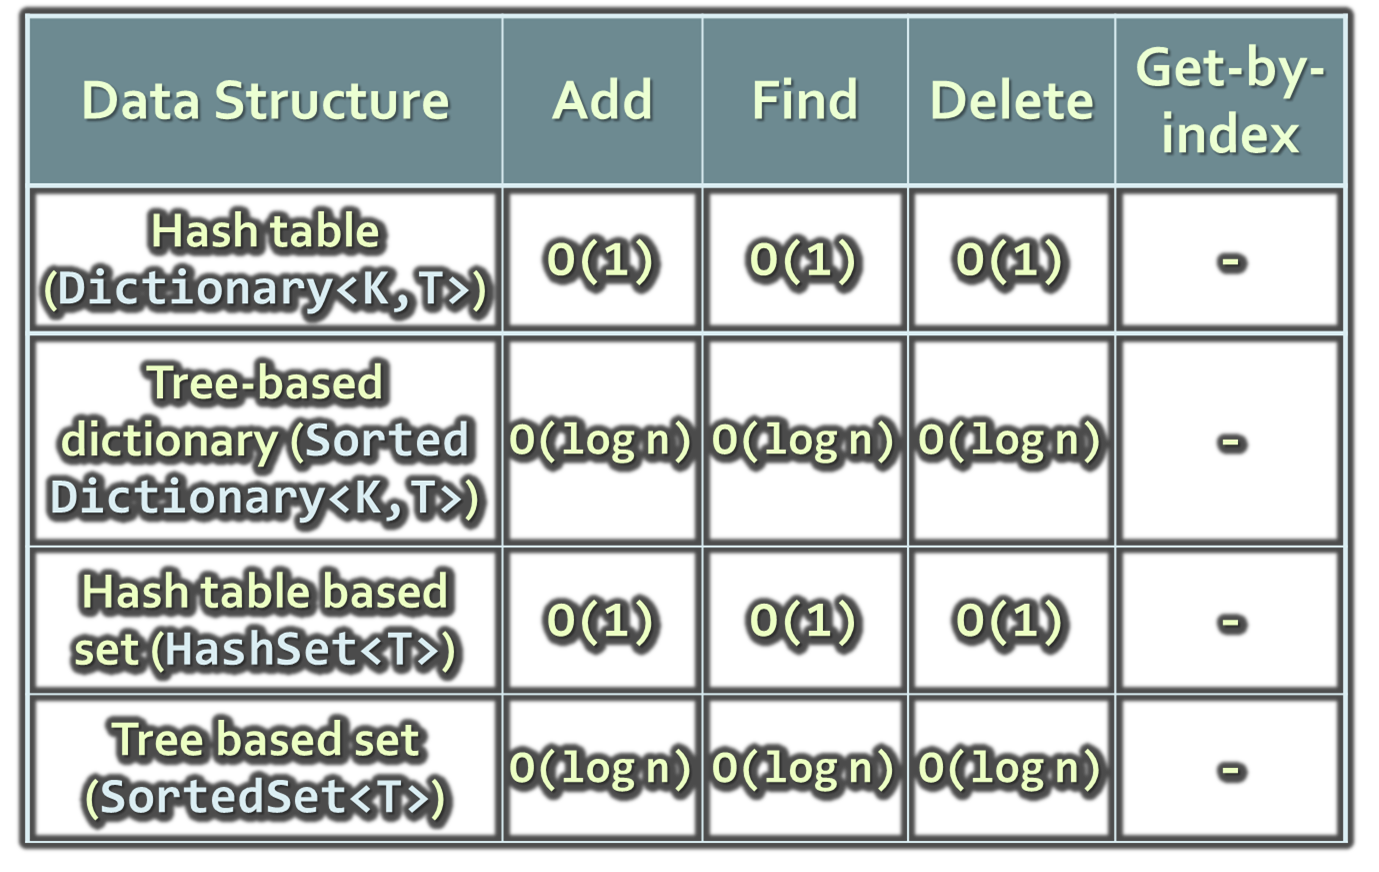 Data Structure
Add
Find
Delete
Get-by-
index
Hash table
(Dictionary<K,T>)
O(1)
O(1)
O(1)
-
Tree-based
dictionary (Sorted
Dictionary<K,T>)
O(log n)
O(log n)
O(log n)
-
Hash table based
set (HashSet<T>)
O(1)
O(1)
O(1)
-
Tree based set
(SortedSet<T>)
O(log n)
O(log n)
O(log n)
-